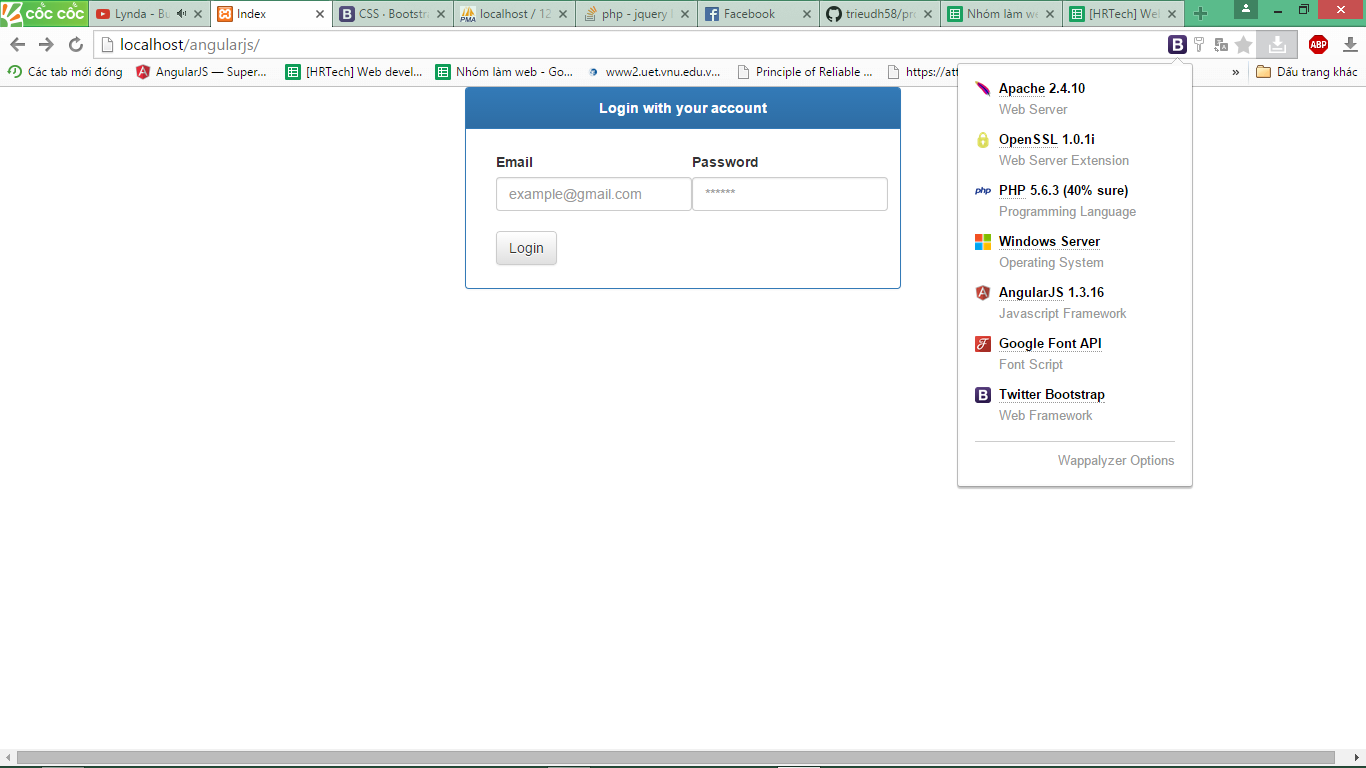 cốc cốc
Lynda - Bu
Index
CSS · Bootstra
localhost / 12
php - jquery
Facebook
trieudh58/pro
Nhóm làm we
[HRTech] Wel
localhost/angularjs/
B
ABP
Các tab mới đóng
AngularJS — Super...
[HRTech] Web devel...
Nhóm làm web - Go...
www2.uet.vnu.edu.v...
Principle of Reliable ...
https://att
»
Dấu trang khác
Login with your account
Email
Password
example@gmail.com
******
Login
Apache 2.4.10
Web Server
OpenSSL 1.0.1i
Web Server Extension
php
PHP 5.6.3 (40% sure)
Programming Language
Windows Server
Operating System
AngularJS 1.3.16
Javascript Framework
Google Font API
Font Script
B
Twitter Bootstrap
Web Framework
Wappalyzer Options